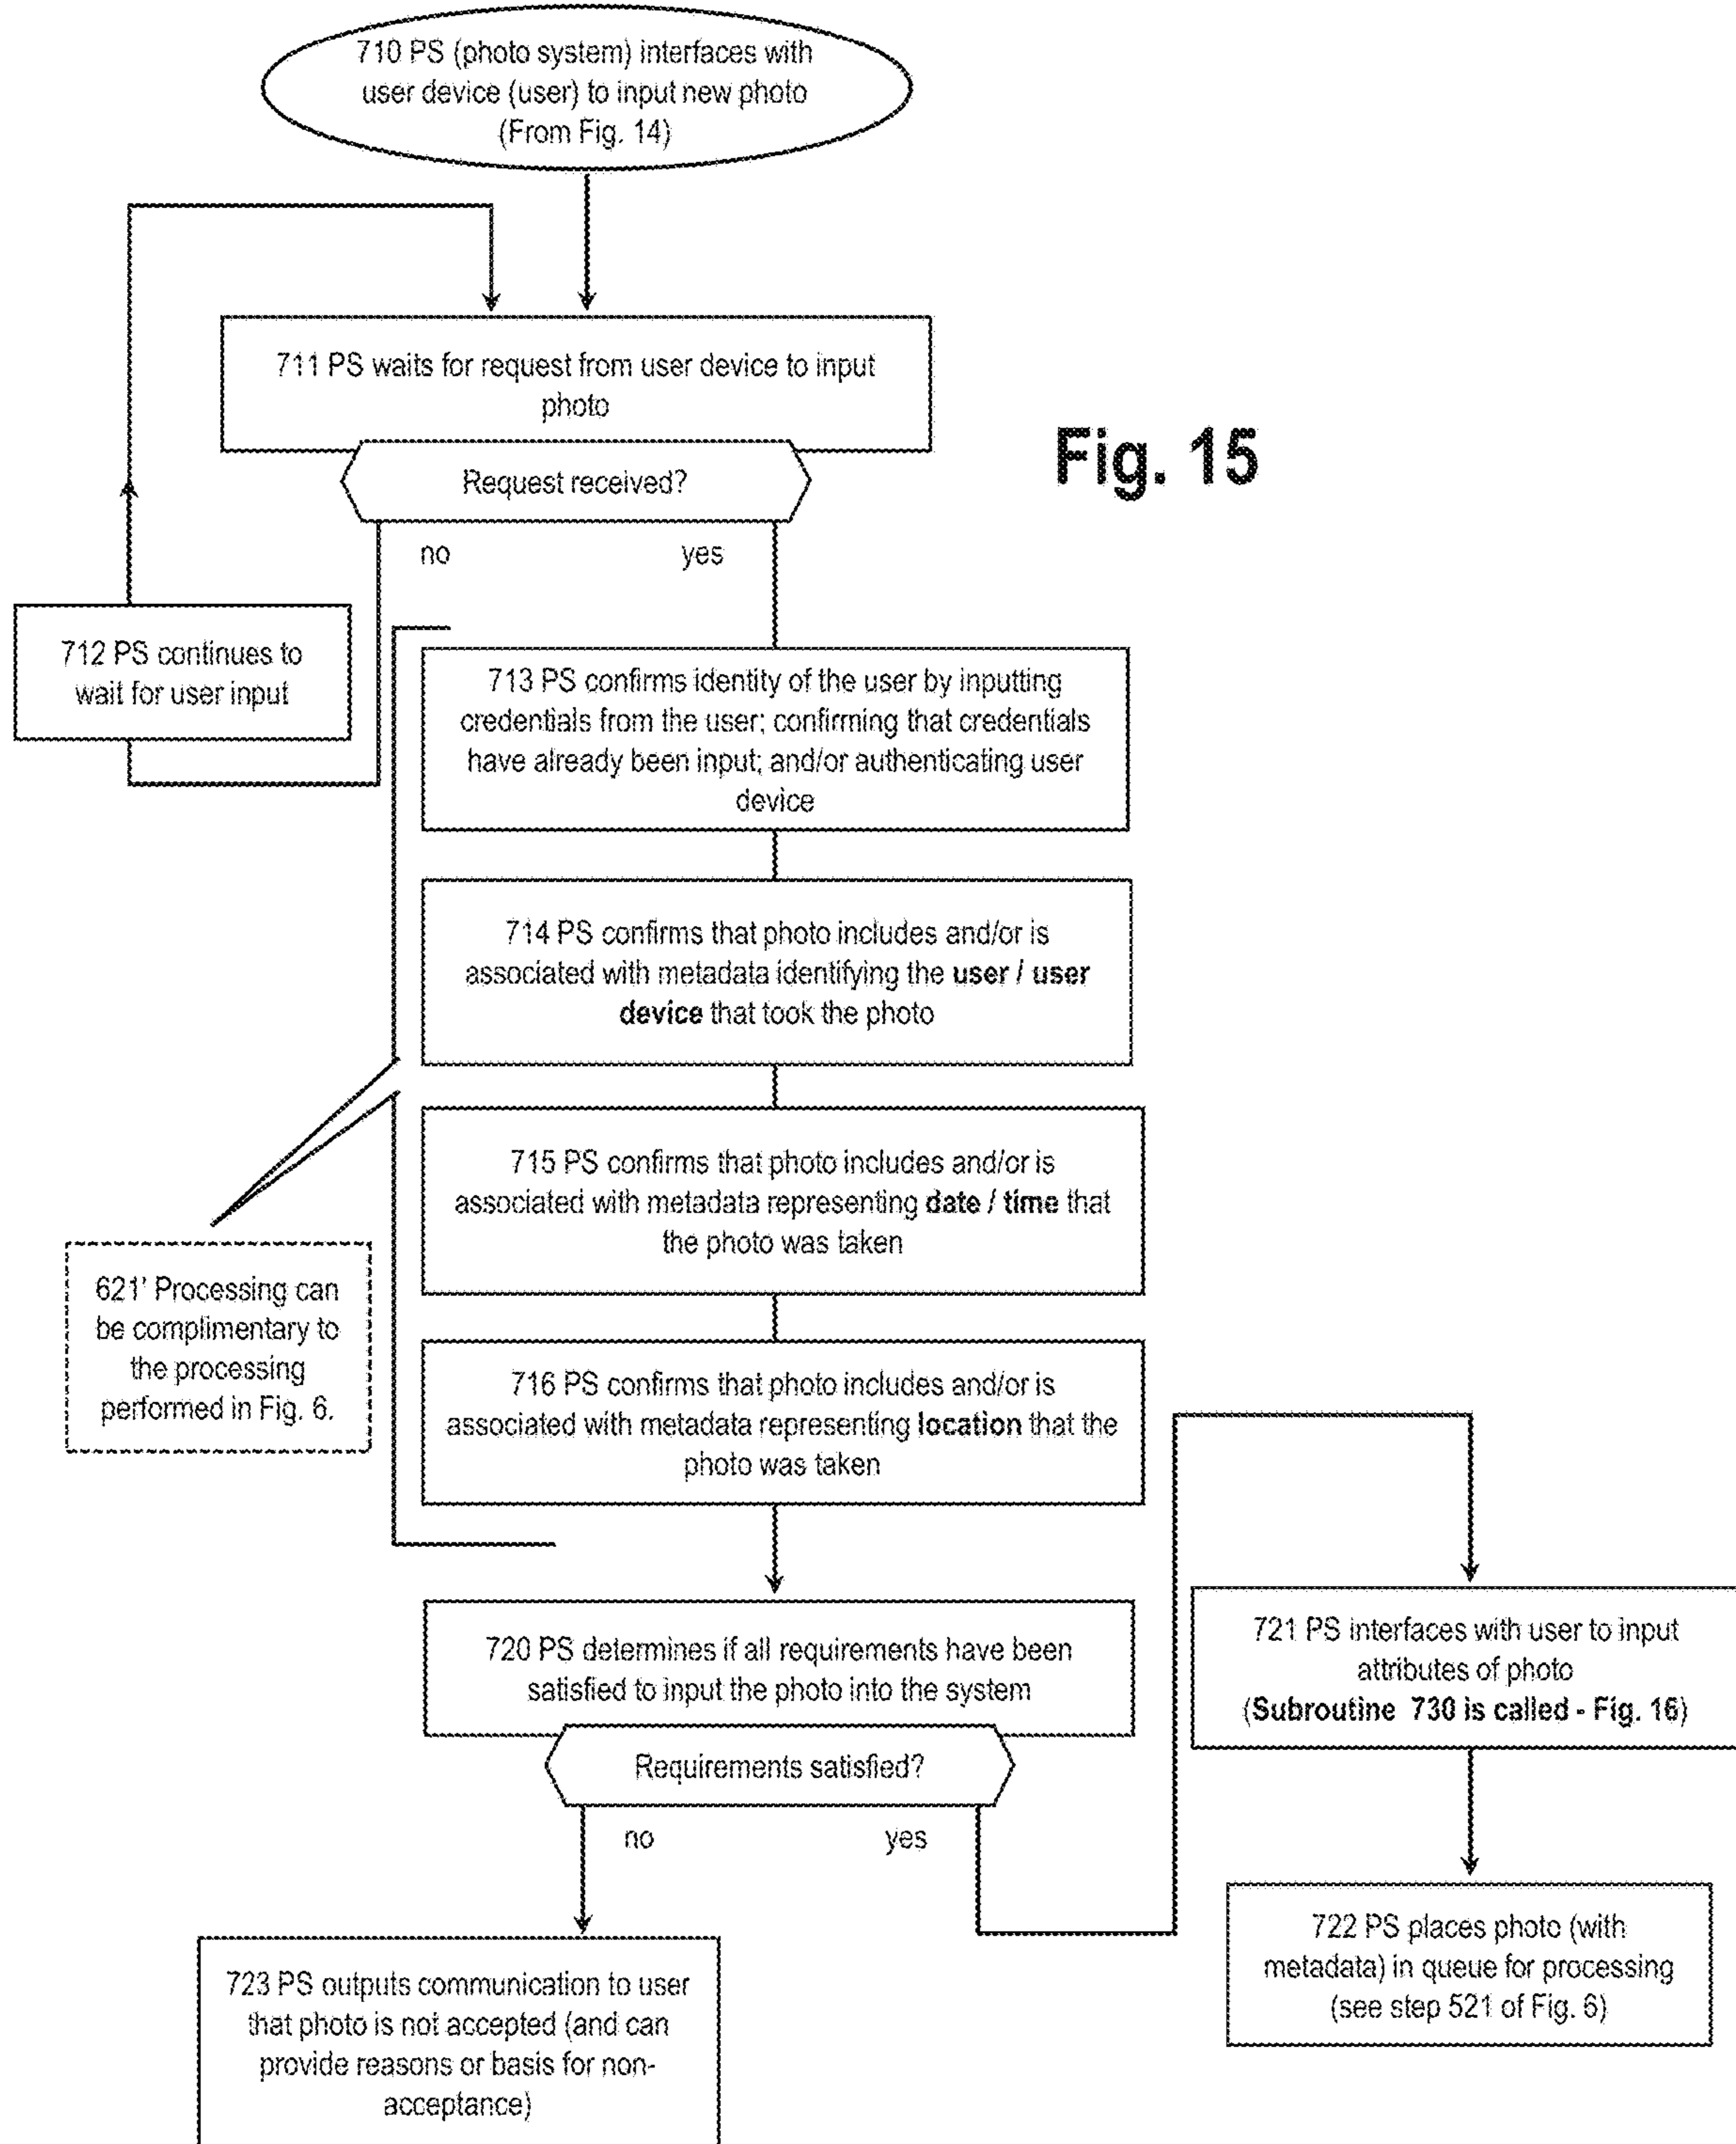 710 PS (photo system) interfaces with
user device (user) to input new photo
(From Fig. 14)
711 PS waits for request from user device to input
photo
Fig. 15
Request received?
no
yes
712 PS continues to
wait for user input
713 PS confirms identity of the user by inputting
credentials from the user; confirming that credentials
have already been input; and/or authenticating user
device
714 PS confirms that photo includes and/or is
associated with metadata identifying the user / user
device that took the photo
715 PS confirms that photo includes and/or is
associated with metadata representing date / time that
the photo was taken
621' Processing can
be complimentary to
the processing
performed in Fig. 6.
716 PS confirms that photo includes and/or is
associated with metadata representing location that the
photo was taken
720 PS determines if all requirements have been
satisfied to input the photo into the system
Requirements satisfied?
no
yes
721 PS interfaces with user to input
attributes of photo
(Subroutine 730 is called - Fig. 16)
722 PS places photo (with
metadata) in queue for processing
(see step 521 of Fig. 6)
723 PS outputs communication to user
that photo is not accepted (and can
provide reasons or basis for non-
acceptance)